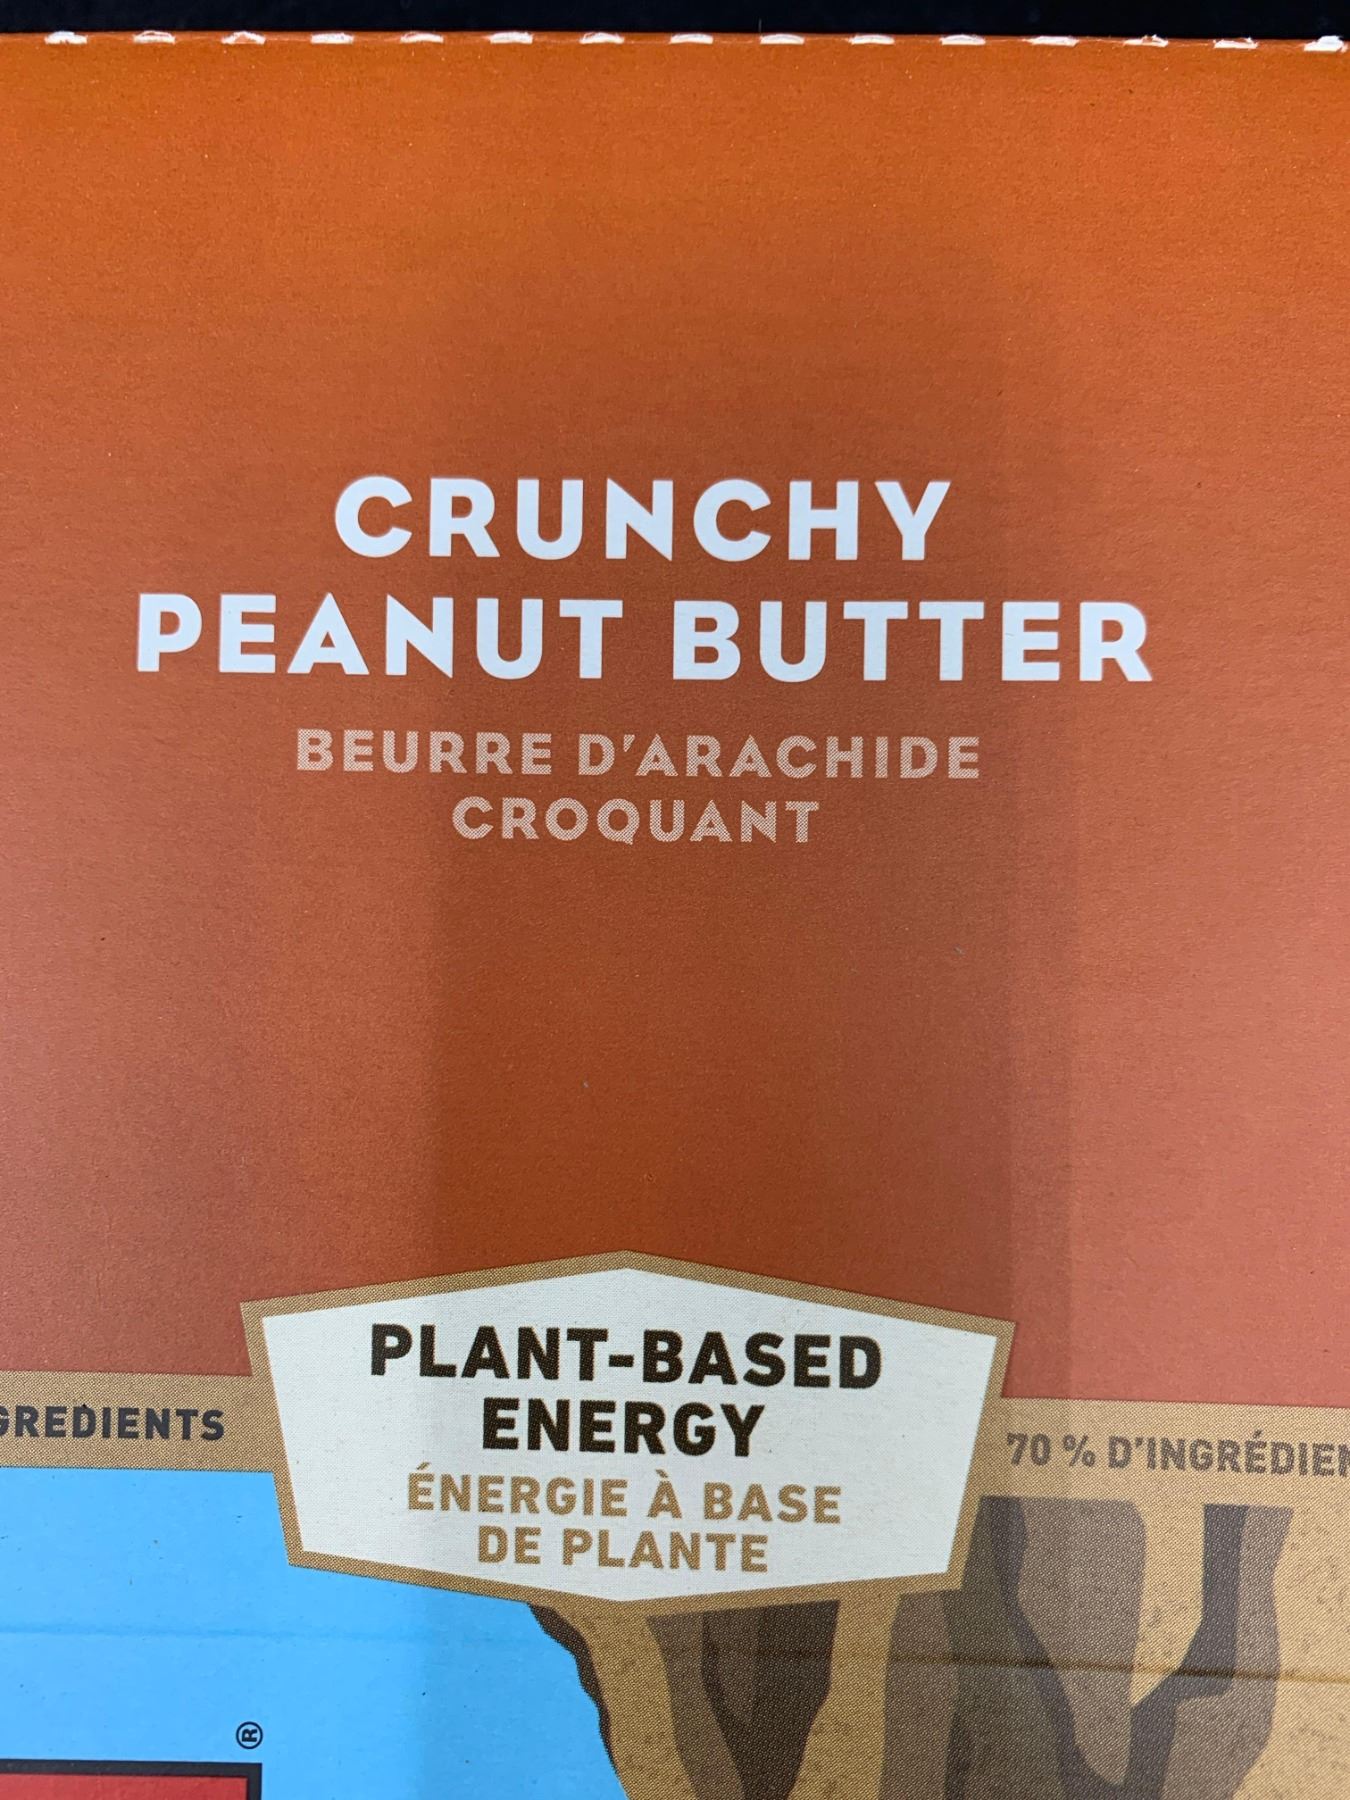 CRUNCHY
PEANUT BUTTER
BEURRE D'ARACHIDE
CROQUANT
PLANT-BASED
ENERGY
ÉNERGIE À BASE
DE PLANTE
GREDIENTS
70 % D'INGRÉDIEN
®